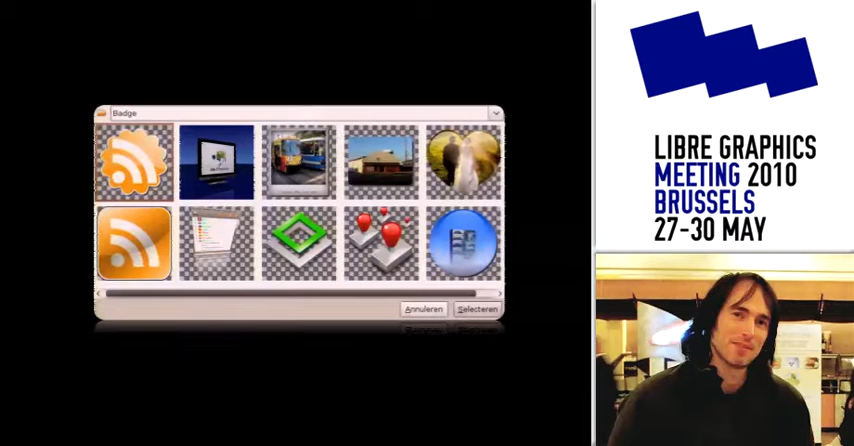 Badge
Annuleren
Selecteren
LIBRE GRAPHICS
MEETING 2010
BRUSSELS
27-30 MAY